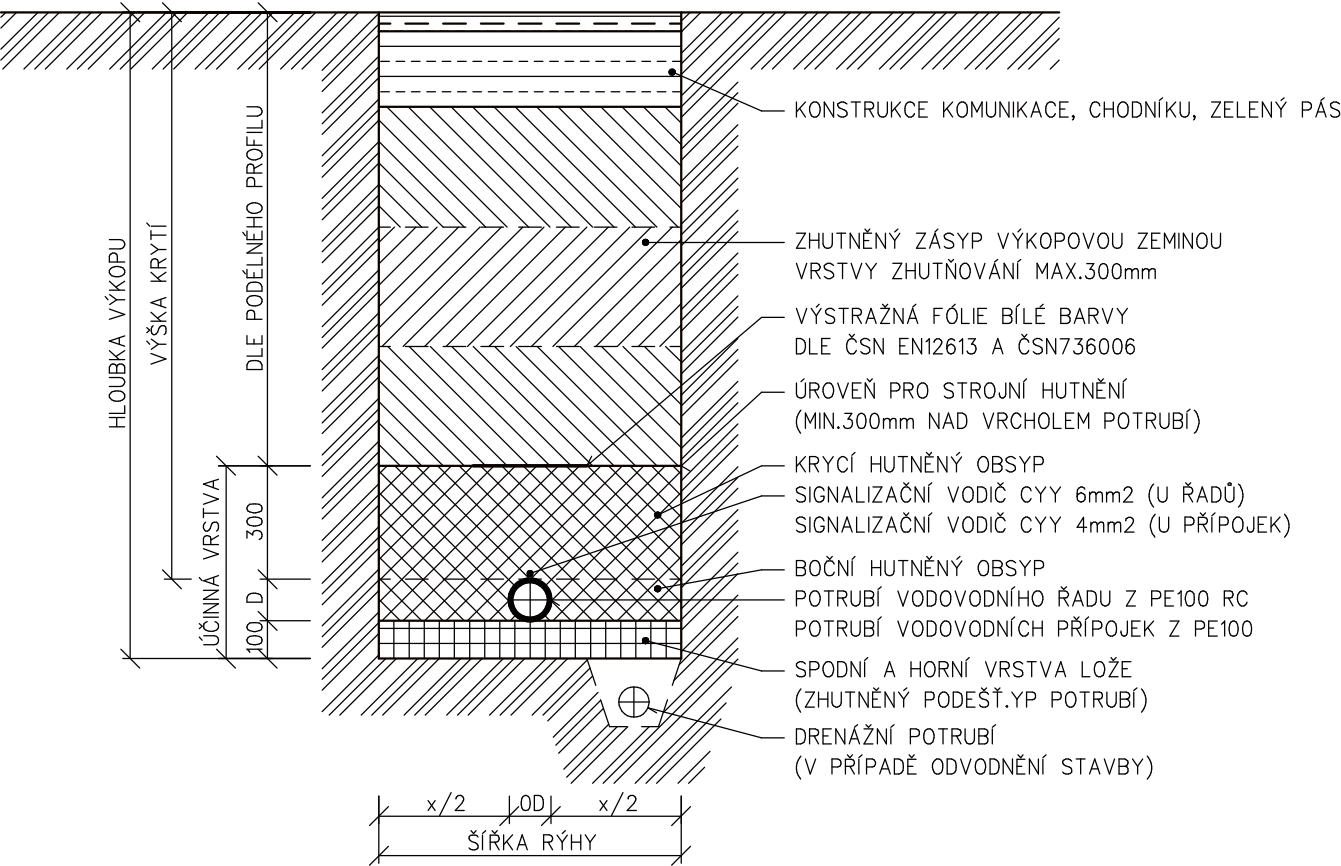 KONSTRUKCE KOMUNIKACE, CHODNÍKU, ZELENÝ PÁS
ZHUTNĚNÝ ZÁSYP VÝKOPOVOU ZEMINOU
VRSTVY ZHUTŇOVÁNÍ MAX.300mm
VÝSTRAŽNÁ FÓLIE BÍLÉ BARVY
DLE ČSN EN12613 A ČSN736006
ÚROVEŇ PRO STROJNÍ HUTNĚNÍ
(MIN.300mm NAD VRCHOLEM POTRUBÍ)
KRYCÍ HUTNĚNÝ OBSYP
SIGNALIZAČNÍ VODIČ CYY 6mm2 (U ŘADŮ)
SIGNALIZAČNÍ VODIČ CYY 4mm2 (U PŘÍPOJEK)
BOČNÍ HUTNĚNÝ OBSYP
POTRUBÍ VODOVODNÍHO ŘADU Z PE100 RC
POTRUBÍ VODOVODNÍCH PŘÍPOJEK Z PE100
SPODNÍ A HORNÍ VRSTVA LOŽE
(ZHUTNĚNÝ PODEŠŤ.YP POTRUBÍ)
DRENÁŽNÍ POTRUBÍ
(V PŘÍPADĚ ODVODNĚNÍ STAVBY)
HLOUBKA VÝKOPU
VÝŠKA KRYTÍ
DLE PODÉLNÉHO PROFILU
ÚČINNÁ VRSTVA
300
D
100
x/2
OD
x/2
ŠÍŘKA RÝHY